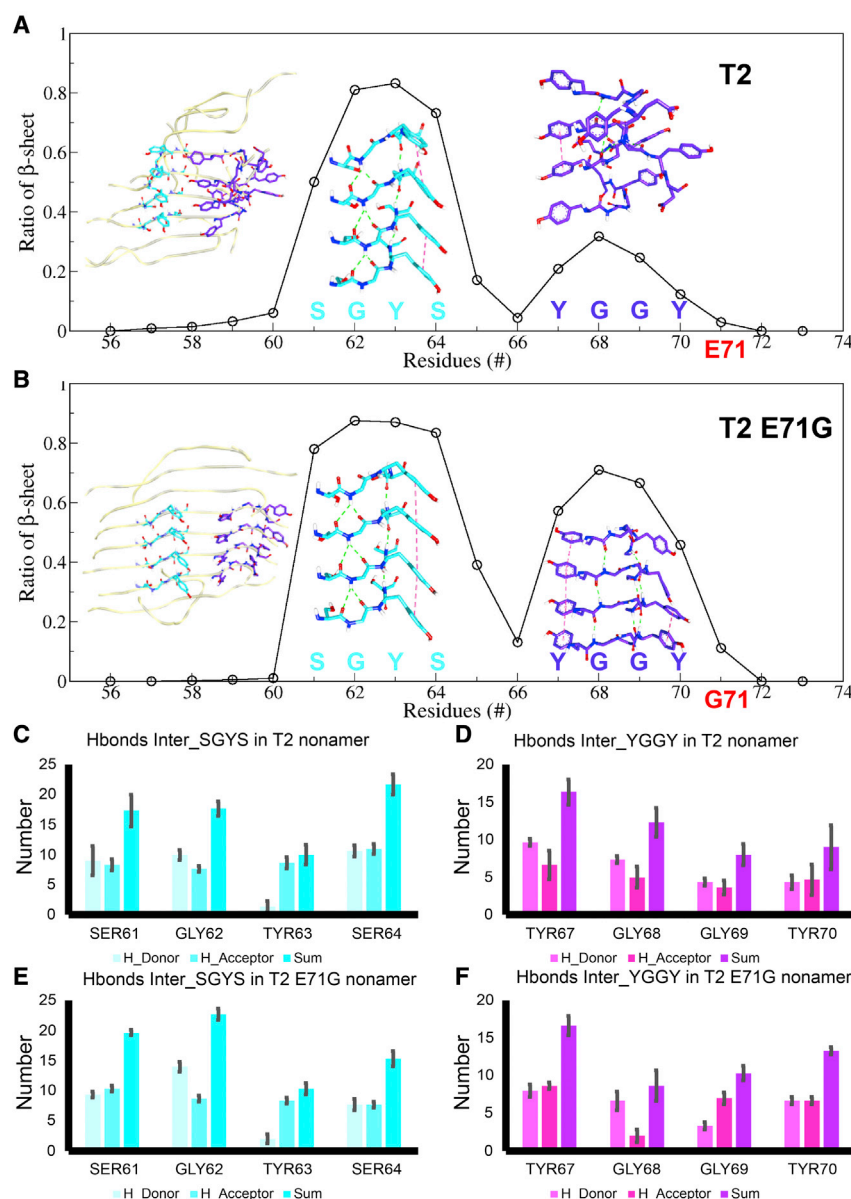 A
T2
Ratio of β-sheet
1
0.8
0.6
0.4
0.2
0
S G Y S Y G G Y
56 58 60 62 64 66 68 70 72 74
Residues (#)
E71
B
T2 E71G
Ratio of β-sheet
1
0.8
0.6
0.4
0.2
0
S G Y S Y G G Y
56 58 60 62 64 66 68 70 72 74
Residues (#)
G71
C
Hbonds Inter_SGYS in T2 nonamer
Number
25
20
15
10
5
0
SER61 GLY62 TYR63 SER64
H_Donor H_Acceptor Sum
D
Hbonds Inter_YGGY in T2 nonamer
Number
20
15
10
5
0
TYR67 GLY68 GLY69 TYR70
H_Donor H_Acceptor Sum
E
Hbonds Inter_SGYS in T2 E71G nonamer
Number
25
20
15
10
5
0
SER61 GLY62 TYR63 SER64
H_Donor H_Acceptor Sum
F
Hbonds Inter_YGGY in T2 E71G nonamer
Number
20
15
10
5
0
TYR67 GLY68 GLY69 TYR70
H_Donor H_Acceptor Sum